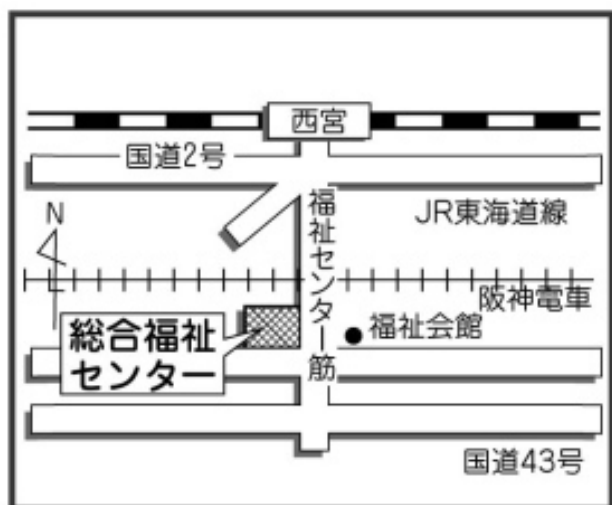 西宮
国道2号
N
JR東海道線
福祉センター筋
阪神電車
福祉会館
総合福祉
センター
国道43号